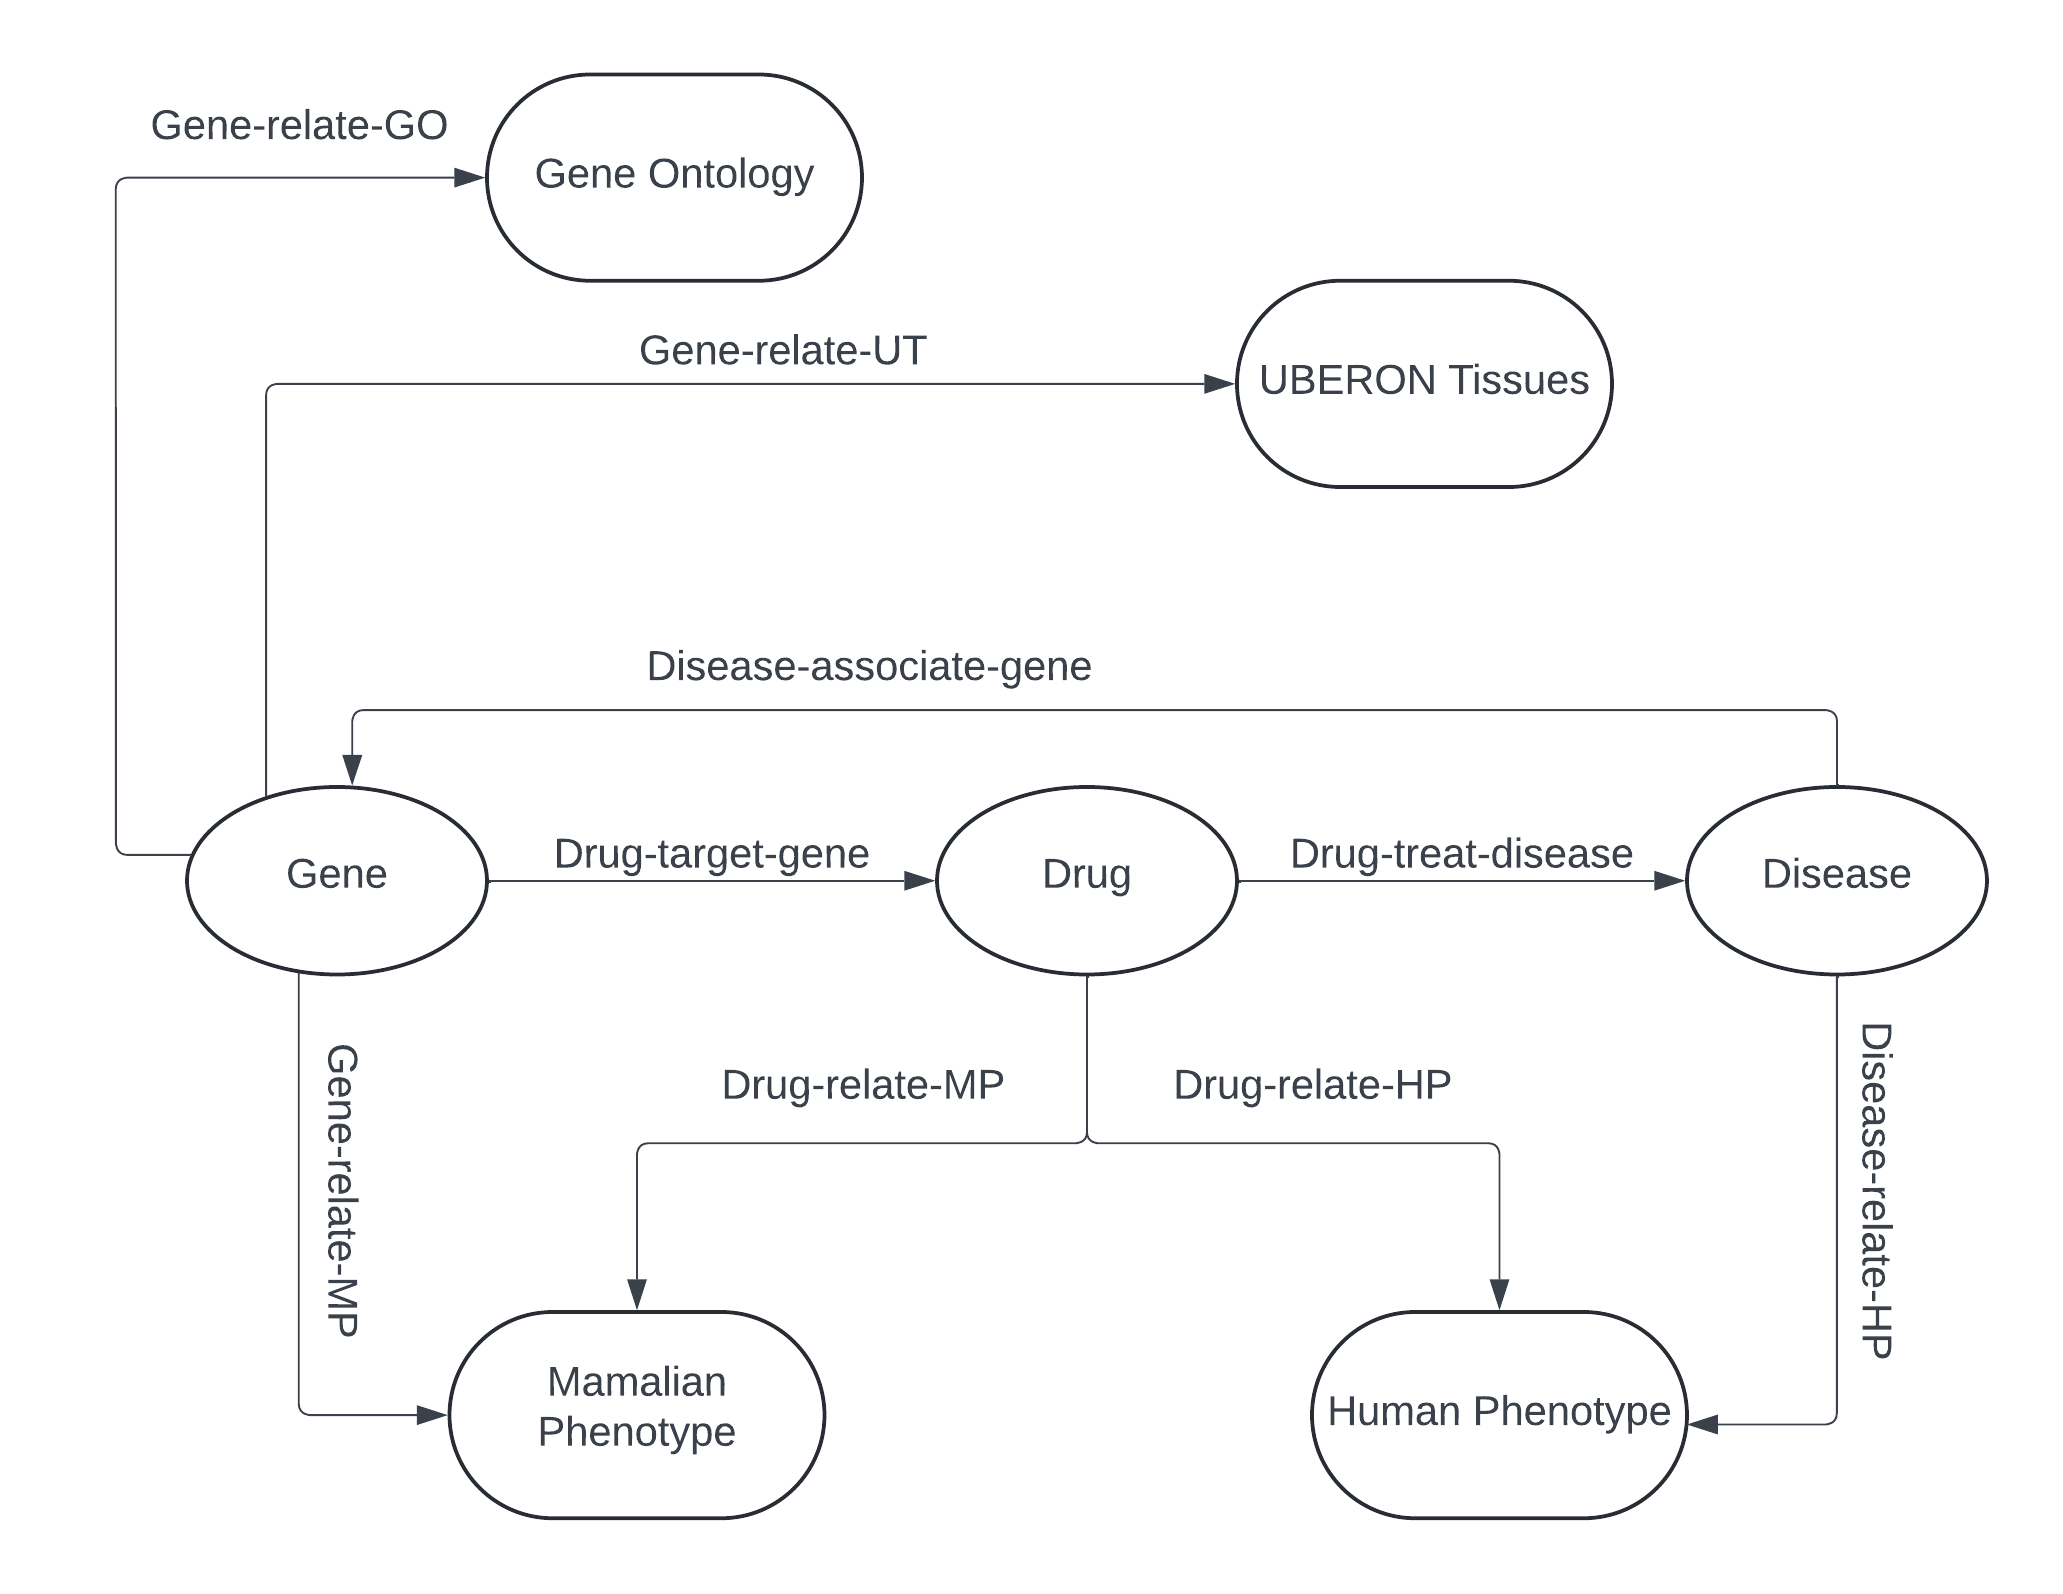 Gene-relate-GO
Gene Ontology
Gene-relate-UT
UBERON Tissues
Disease-associate-gene
Gene
Drug-target-gene
Drug
Drug-treat-disease
Disease
Gene-relate-MP
Drug-relate-MP
Drug-relate-HP
Disease-relate-HP
Mamalian
Phenotype
Human Phenotype